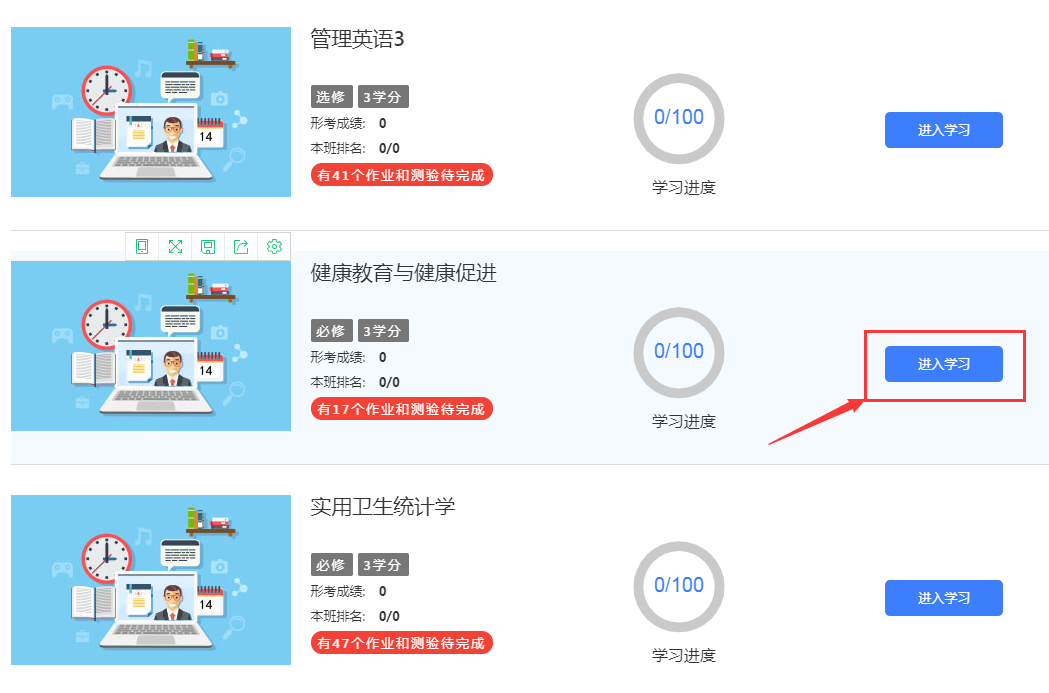 管理英语3
选修 3学分
形考成绩: 0
本班排名: 0/0
有41个作业和测验待完成
0/100
学习进度
进入学习
14
健康教育与健康促进
必修 3学分
形考成绩: 0
本班排名: 0/0
有17个作业和测验待完成
0/100
学习进度
进入学习
14
实用卫生统计学
必修 3学分
形考成绩: 0
本班排名: 0/0
有47个作业和测验待完成
0/100
学习进度
进入学习
14